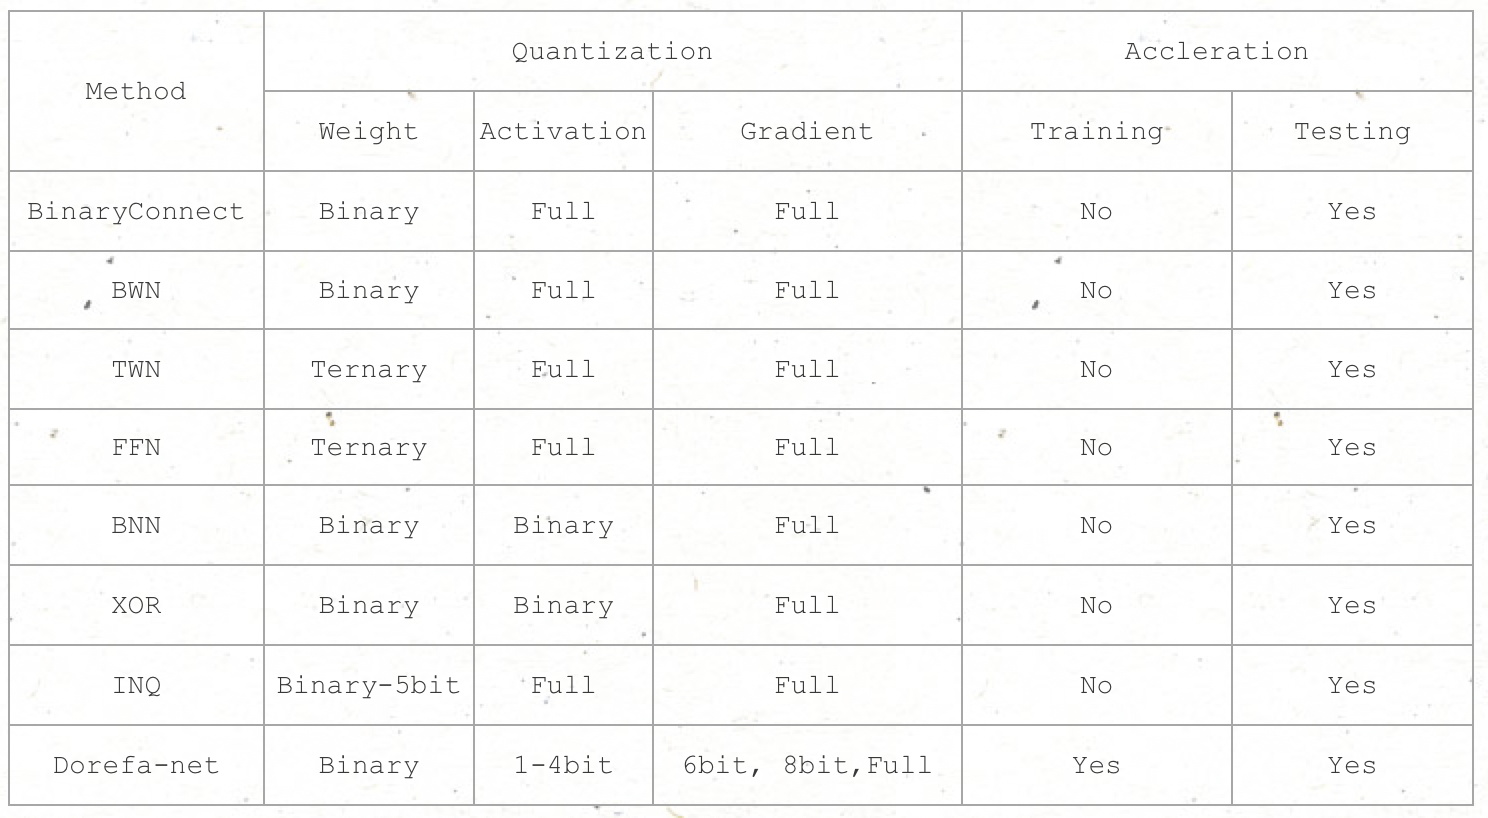 Method Quantization Accleration
Weight Activation Gradient Training Testing
BinaryConnect Binary Full Full No Yes
BWN Binary Full Full No Yes
TWN Ternary Full Full No Yes
FFN Ternary Full Full No Yes
BNN Binary Binary Full No Yes
XOR Binary Binary Full No Yes
INQ Binary-5bit Full Full No Yes
Dorefa-net Binary 1-4bit 6bit, 8bit,Full Yes Yes